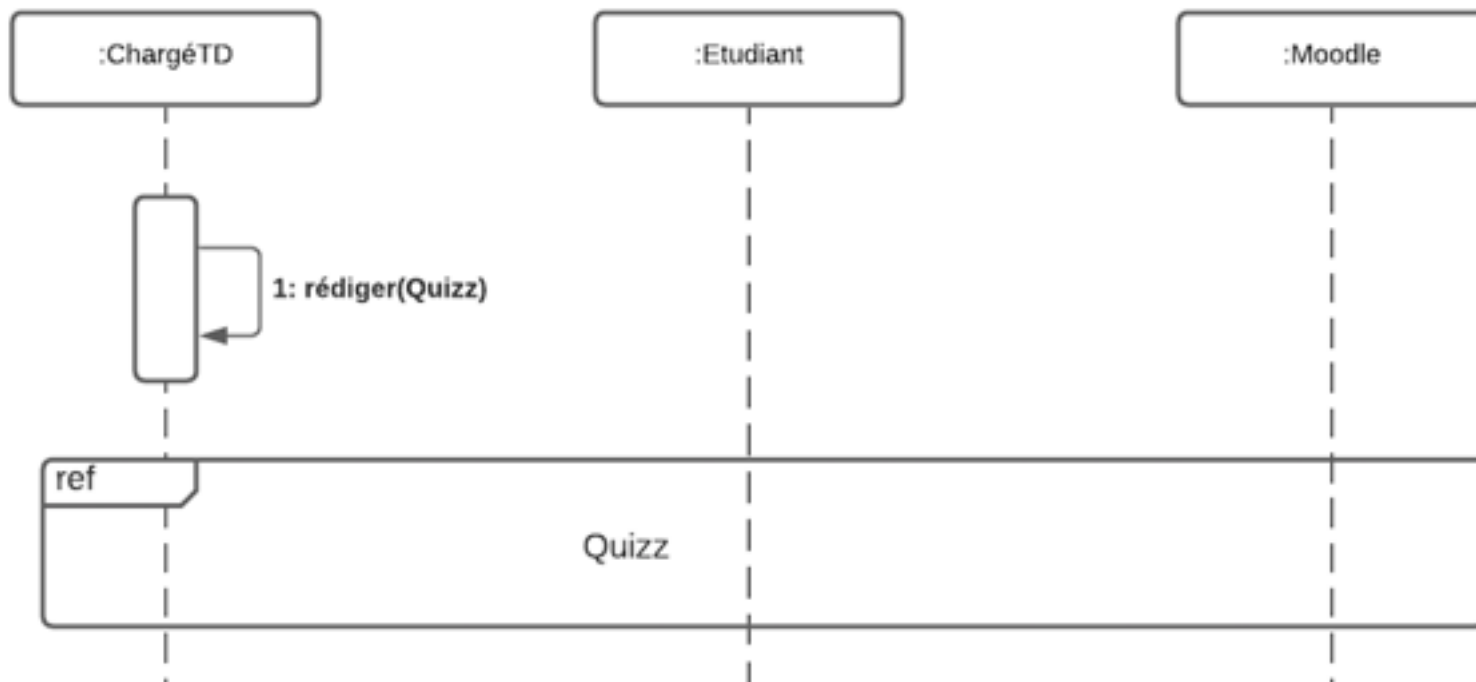 :ChargéTD
:Etudiant
:Moodle
1: rédiger(Quizz)
ref
Quizz